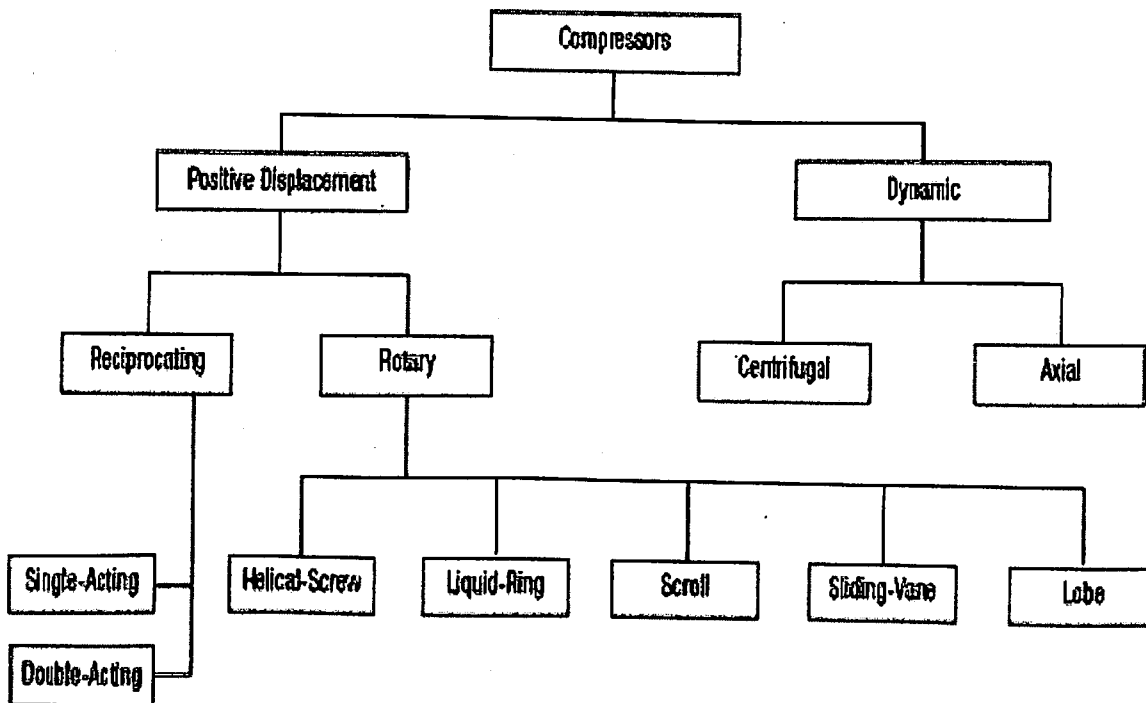 Compressors
Positive Displacement
Dynamic
Reciprocating
Rotary
Centrifugal
Axial
Single-Acting
Helical-Screw
Liquid-Ring
Scroll
Sliding-Vane
Lobe
Double-Acting